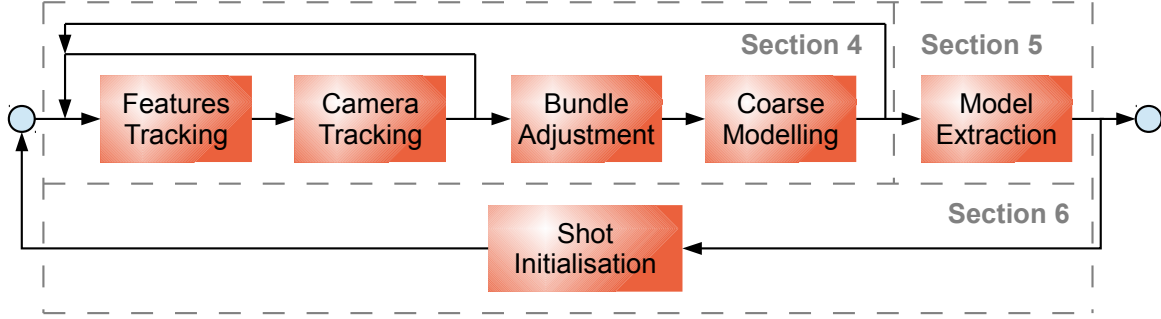 Section 4
Section 5
Features
Tracking
Camera
Tracking
Bundle
Adjustment
Coarse
Modelling
Model
Extraction
Section 6
Shot
Initialisation